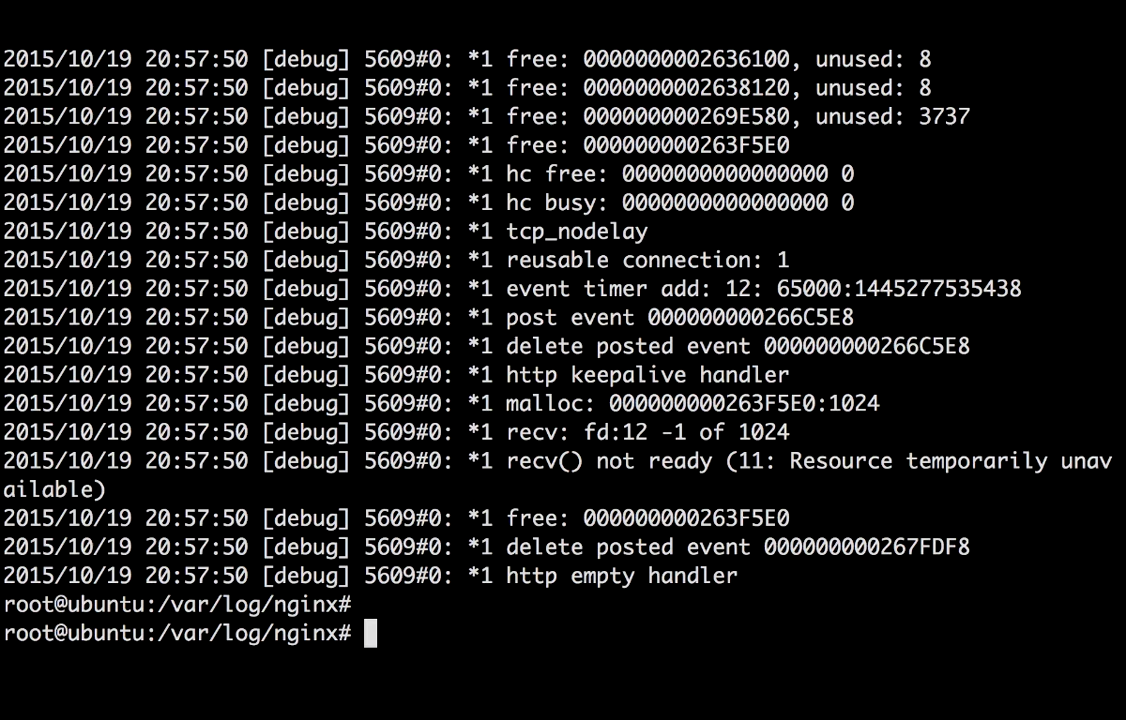 2015/10/19 20:57:50 [debug] 5609#0: *1 free: 0000000002636100, unused: 8
2015/10/19 20:57:50 [debug] 5609#0: *1 free: 0000000002638120, unused: 8
2015/10/19 20:57:50 [debug] 5609#0: *1 free: 000000000269E580, unused: 3737
2015/10/19 20:57:50 [debug] 5609#0: *1 free: 000000000263F5E0
2015/10/19 20:57:50 [debug] 5609#0: *1 hc free: 0000000000000000 0
2015/10/19 20:57:50 [debug] 5609#0: *1 hc busy: 0000000000000000 0
2015/10/19 20:57:50 [debug] 5609#0: *1 tcp_nodelay
2015/10/19 20:57:50 [debug] 5609#0: *1 reusable connection: 1
2015/10/19 20:57:50 [debug] 5609#0: *1 event timer add: 12: 65000:1445277535438
2015/10/19 20:57:50 [debug] 5609#0: *1 post event 000000000266C5E8
2015/10/19 20:57:50 [debug] 5609#0: *1 delete posted event 000000000266C5E8
2015/10/19 20:57:50 [debug] 5609#0: *1 http keepalive handler
2015/10/19 20:57:50 [debug] 5609#0: *1 malloc: 000000000263F5E0:1024
2015/10/19 20:57:50 [debug] 5609#0: *1 recv: fd:12 -1 of 1024
2015/10/19 20:57:50 [debug] 5609#0: *1 recv() not ready (11: Resource temporarily unav
ailable)
2015/10/19 20:57:50 [debug] 5609#0: *1 free: 000000000263F5E0
2015/10/19 20:57:50 [debug] 5609#0: *1 delete posted event 000000000267FDF8
2015/10/19 20:57:50 [debug] 5609#0: *1 http empty handler
root@ubuntu:/var/log/nginx#
root@ubuntu:/var/log/nginx#